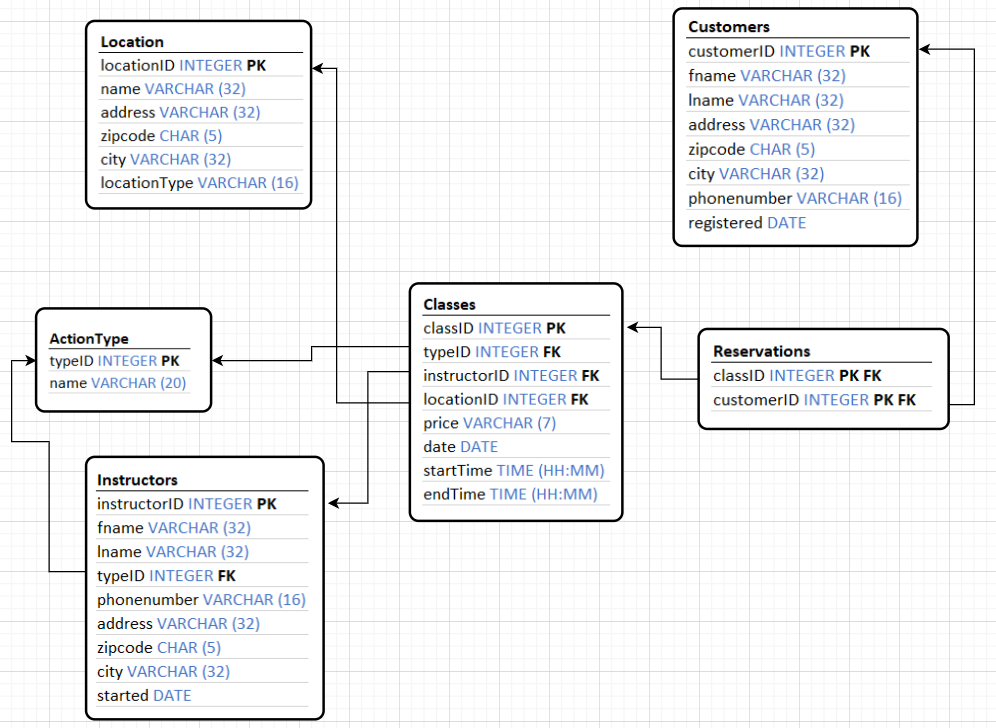 Location
locationID INTEGER PK
name VARCHAR (32)
address VARCHAR (32)
zipcode CHAR (5)
city VARCHAR (32)
locationType VARCHAR (16)
Customers
customerID INTEGER PK
fname VARCHAR (32)
lname VARCHAR (32)
address VARCHAR (32)
zipcode CHAR (5)
city VARCHAR (32)
phonenumber VARCHAR (16)
registered DATE
ActionType
typeID INTEGER PK
name VARCHAR (20)
Classes
classID INTEGER PK
typeID INTEGER FK
instructorID INTEGER FK
locationID INTEGER FK
price VARCHAR (7)
date DATE
startTime TIME (HH:MM)
endTime TIME (HH:MM)
Reservations
classID INTEGER PK FK
customerID INTEGER PK FK
Instructors
instructorID INTEGER PK
fname VARCHAR (32)
lname VARCHAR (32)
typeID INTEGER FK
phonenumber VARCHAR (16)
address VARCHAR (32)
zipcode CHAR (5)
city VARCHAR (32)
started DATE